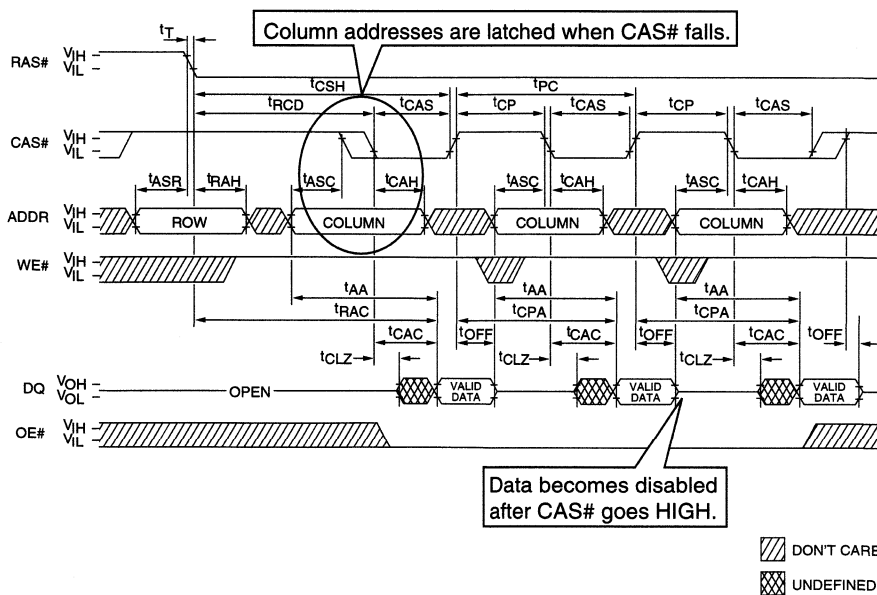 tT
Column addresses are latched when CAS# falls.
RAS# VIH
VIL
tCSH tPC
tRCD tCAS tCP tCAS tCP tCAS
CAS# VIH
VIL
tASR tRAH tASC tCAH tASC tCAH tASC tCAH
ADDR VIH
VIL
ROW COLUMN COLUMN COLUMN
WE# VIH
VIL
tAA tAA tAA
tRAC tCPA tCPA
tCAC tOFF tCAC tOFF tCAC tOFF
tCLZ tCLZ tCLZ
DQ VOH
VOL
OPEN VALID DATA VALID DATA VALID DATA
OE# VIH
VIL
Data becomes disabled
after CAS# goes HIGH.
DON'T CARE
UNDEFINED